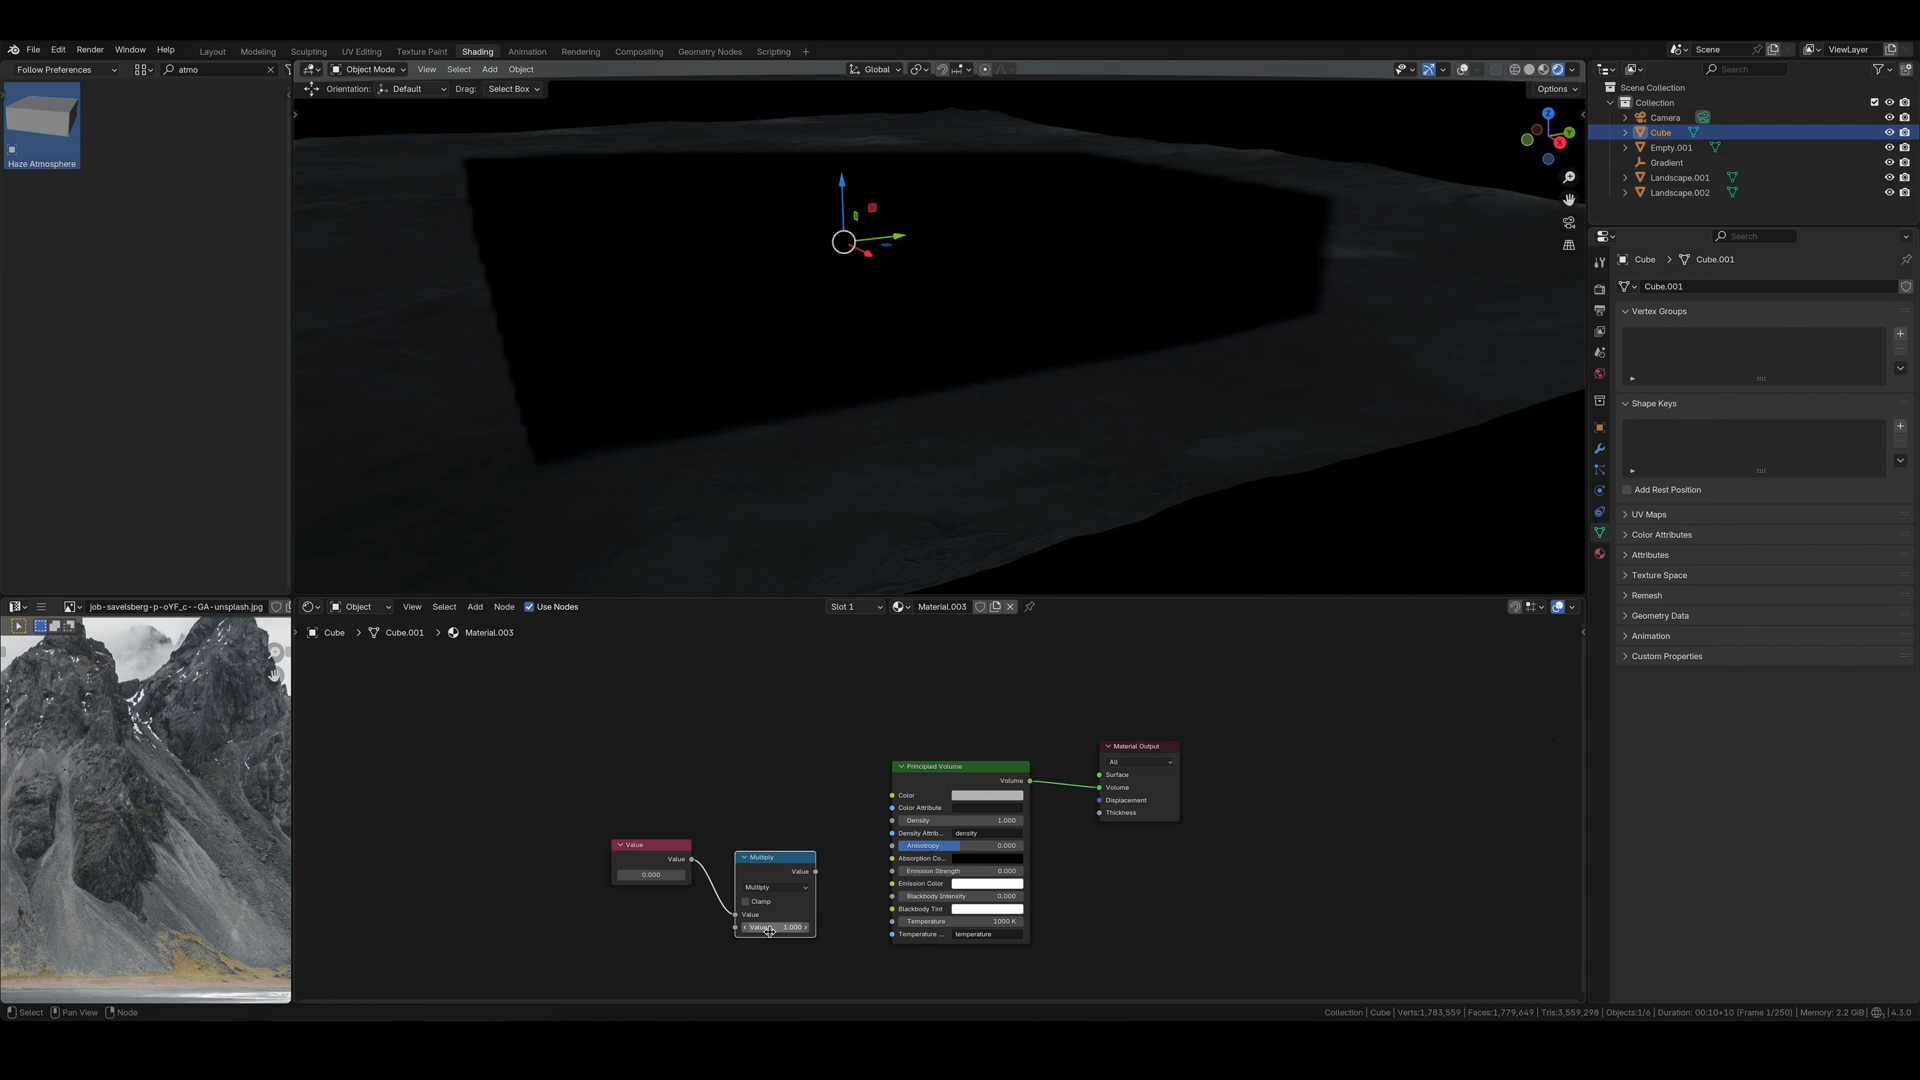 File Edit Render Window Help
Layout Modeling Sculpting UV Editing Texture Paint Shading Animation Rendering Compositing Geometry Nodes Scripting +
Scene
ViewLayer
Follow Preferences
atmo
Object Mode View Select Add Object
Global
Search
Orientation: Default Drag: Select Box
Options
Haze Atmosphere
Z
Y
X
Scene Collection
Collection
Camera
Cube
Empty.001
Gradient
Landscape.001
Landscape.002
Search
Cube > Cube.001
Cube.001
Vertex Groups
Shape Keys
Add Rest Position
UV Maps
Color Attributes
Attributes
Texture Space
Remesh
Geometry Data
Animation
Custom Properties
job-savelsberg-p-oYF_c--GA-unsplash.jpg
Object View Select Add Node Use Nodes
Slot 1
Material.003
Cube > Cube.001 > Material.003
Value
Value
0.000
Multiply
Value
Multiply
Clamp
Value
Value 1.000
Principled Volume
Volume
Color
Color Attribute
Density 1.000
Density Attrib... density
Anisotropy 0.000
Absorption Co...
Emission Strength 0.000
Emission Color
Blackbody Intensity 0.000
Blackbody Tint
Temperature 1000 K
Temperature ... temperature
Material Output
All
Surface
Volume
Displacement
Thickness
Select Pan View Node
Collection | Cube | Verts:1,783,559 | Faces:1,779,649 | Tris:3,559,298 | Objects:1/6 | Duration: 00:10+10 (Frame 1/250) | Memory: 2.2 GiB | 4.3.0